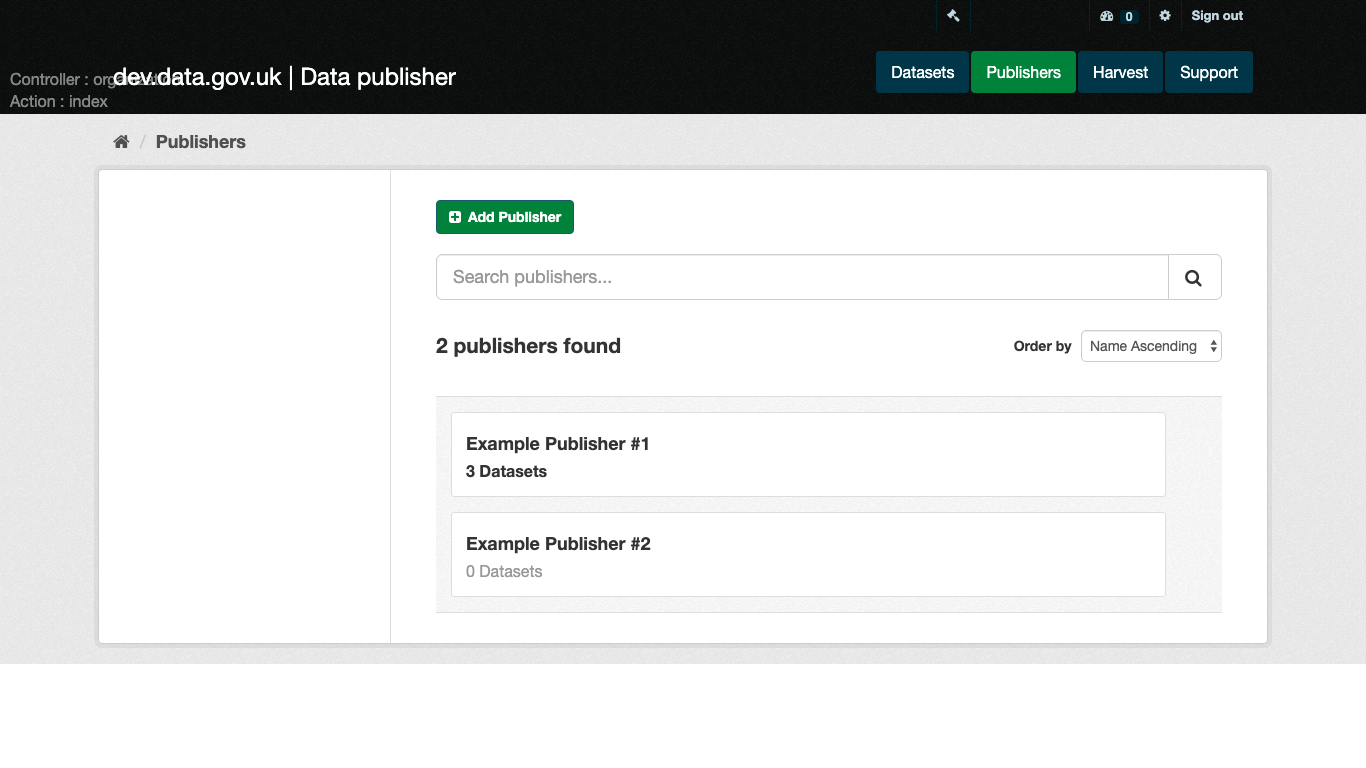 0 Sign out
Controller : organization
dev.data.gov.uk | Data publisher
Action : index
Datasets Publishers Harvest Support
/ Publishers
Add Publisher
Search publishers...
2 publishers found
Order by Name Ascending
Example Publisher #1
3 Datasets
Example Publisher #2
0 Datasets